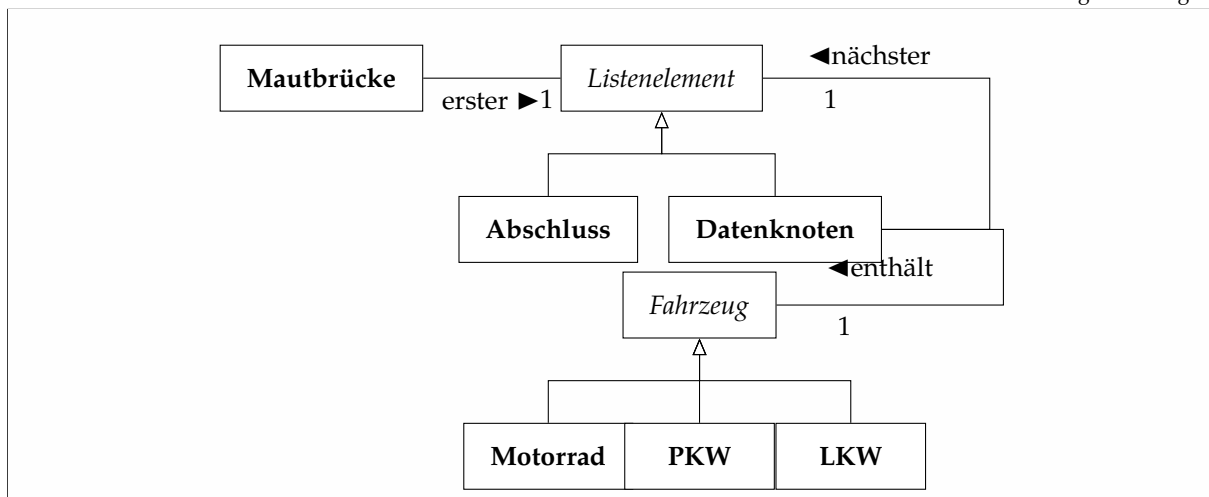 Mautbrücke
Listenelement
◄nächster
erster ►1
1
Abschluss
Datenknoten
◄enthält
Fahrzeug
1
Motorrad
PKW
LKW